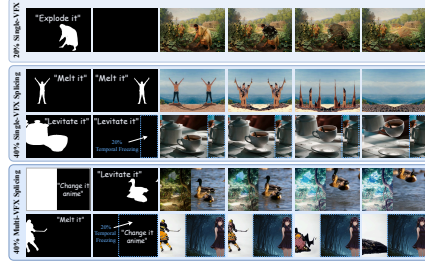 20% Single-VFX
"Explode it"
40% Single-VFX Splicing
"Melt it"
"Melt it"
"Levitate it"
"Levitate it"
20%
Temporal Freezing
40% Multi-VFX Splicing
"Change it
anime"
"Levitate it"
"Melt it"
20%
Temporal
Freezing
"Change it
anime"